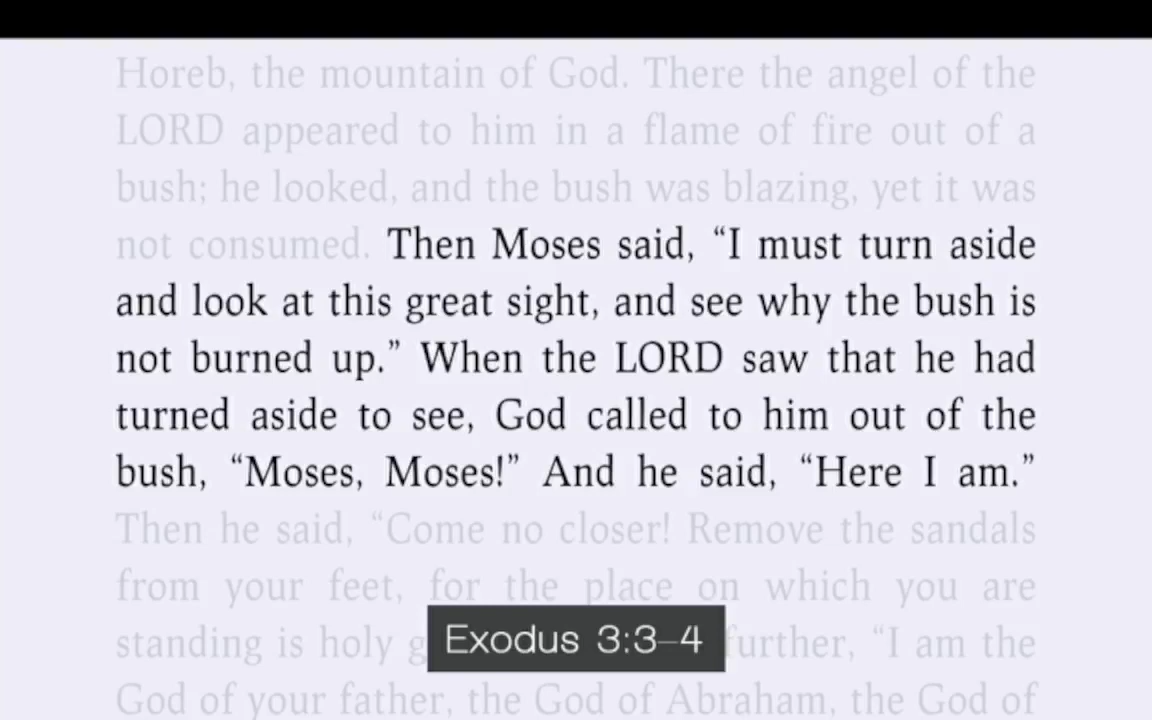 Horeb, the mountain of God. There the angel of the
LORD appeared to him in a flame of fire out of a
bush; he looked, and the bush was blazing, yet it was
not consumed. Then Moses said, “I must turn aside
and look at this great sight, and see why the bush is
not burned up.” When the LORD saw that he had
turned aside to see, God called to him out of the
bush, “Moses, Moses!” And he said, “Here I am.”
Then he said, “Come no closer! Remove the sandals
from your feet, for the place on which you are
standing is holy further, “I am the
Exodus 3:3–4
God of your father, the God of Abraham, the God of